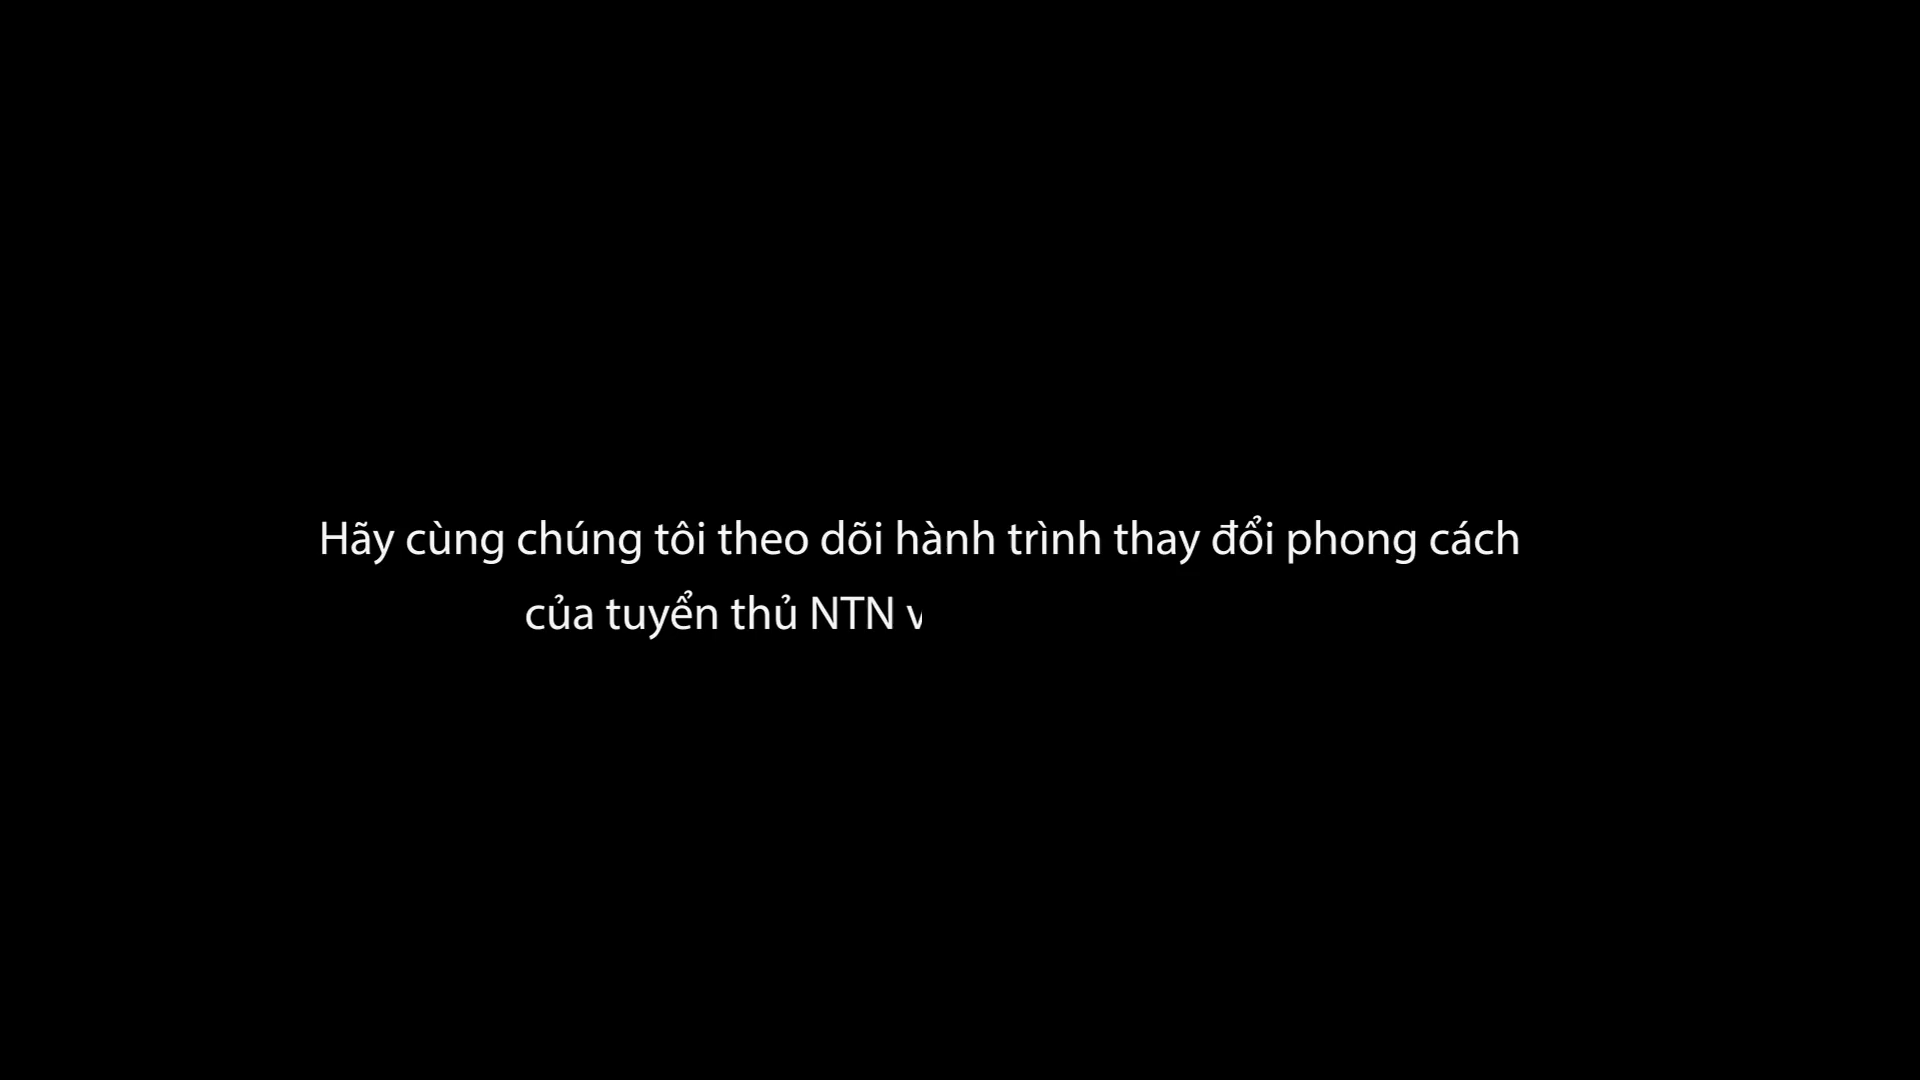 Hãy cùng chúng tôi theo dõi hành trình thay đổi phong cách
của tuyển thủ NTN v